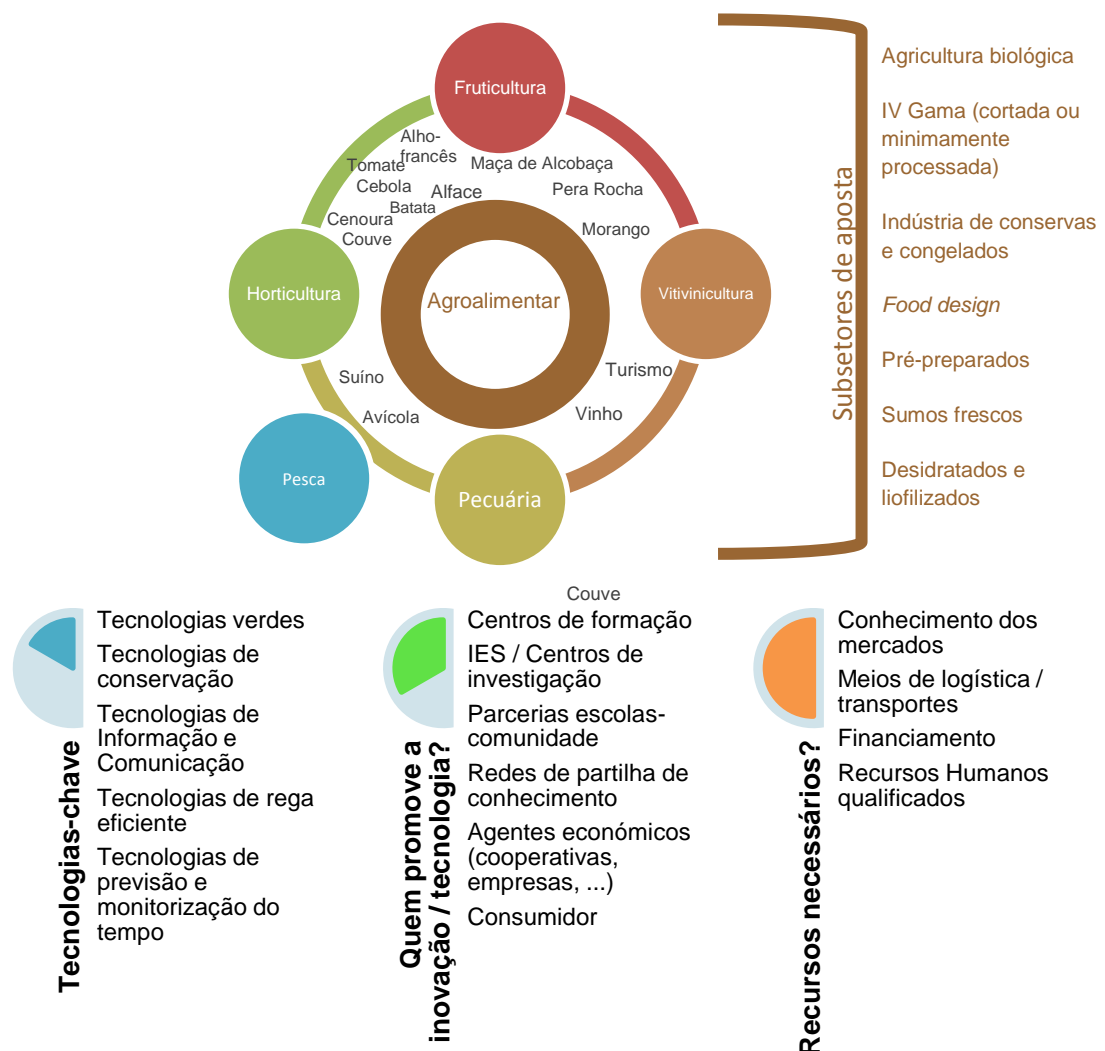 Fruticultura
Alho-
francês
Tomate
Cebola
Batata
Alface
Cenoura
Couve
Maça de Alcobaça
Pera Rocha
Morango
Horticultura
Agroalimentar
Vitivinicultura
Suíno
Avícola
Turismo
Vinho
Pesca
Pecuária
Subsetores de aposta
Agricultura biológica
IV Gama (cortada ou
minimamente
processada)
Indústria de conservas
e congelados
Food design
Pré-preparados
Sumos frescos
Desidratados e
liofilizados
Couve
Tecnologias-chave
Tecnologias verdes
Tecnologias de
conservação
Tecnologias de
Informação e
Comunicação
Tecnologias de rega
eficiente
Tecnologias de
previsão e
monitorização do
tempo
Quem promove a
inovação / tecnologia?
Centros de formação
IES / Centros de
investigação
Parcerias escolas-
comunidade
Redes de partilha de
conhecimento
Agentes económicos
(cooperativas,
empresas, ...)
Consumidor
Recursos necessários?
Conhecimento dos
mercados
Meios de logística /
transportes
Financiamento
Recursos Humanos
qualificados